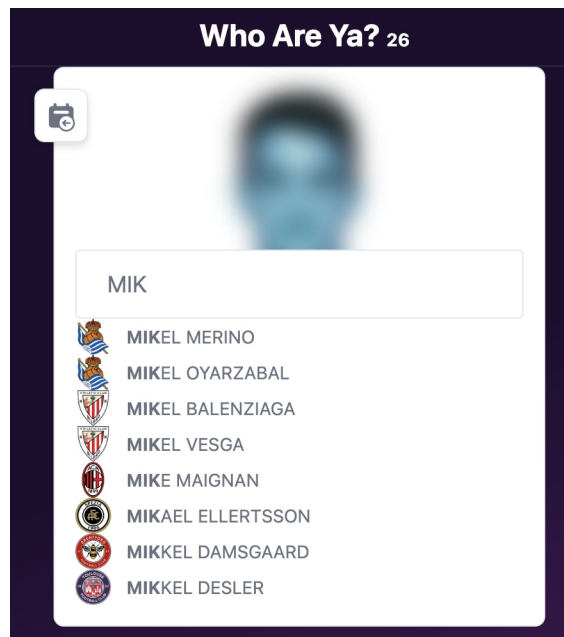 Who Are Ya? 26
MIK
MIKEL MERINO
MIKEL OYARZABAL
MIKEL BALENZIAGA
MIKEL VESGA
MIKE MAIGNAN
MIKAEL ELLERTSSON
MIKKEL DAMSGAARD
MIKKEL DESLER